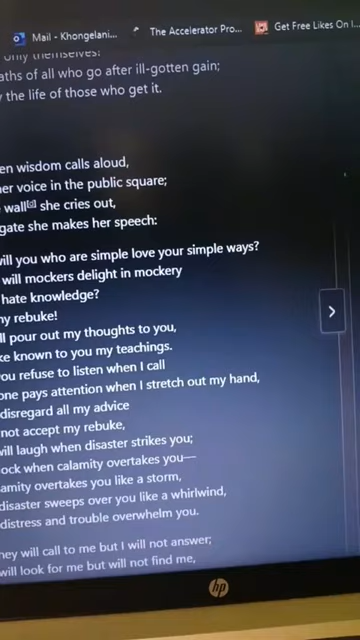 Mail - Khongelani...
The Accelerator Pro...
Get Free Likes On I...
only themselves!
aths of all who go after ill-gotten gain;
the life of those who get it.
en wisdom calls aloud,
her voice in the public square;
wall[d] she cries out,
gate she makes her speech:
will you who are simple love your simple ways?
will mockers delight in mockery
hate knowledge?
my rebuke!
ll pour out my thoughts to you,
ke known to you my teachings.
you refuse to listen when I call
one pays attention when I stretch out my hand,
disregard all my advice
not accept my rebuke,
will laugh when disaster strikes you;
ock when calamity overtakes you—
amity overtakes you like a storm,
disaster sweeps over you like a whirlwind,
distress and trouble overwhelm you.
hey will call to me but I will not answer;
will look for me but will not find me,
hp